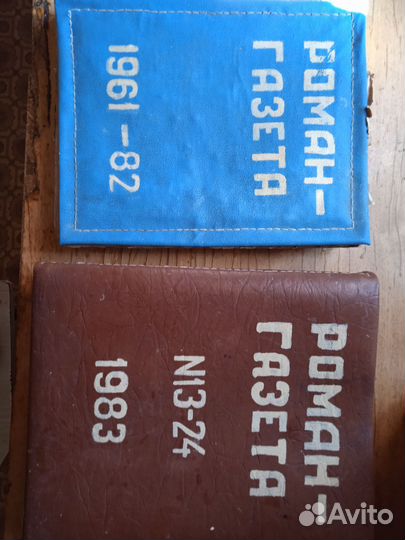 РОМАН-
ГАЗЕТА
1961-82
РОМАН-
ГАЗЕТА
N13-24
1983
Avito